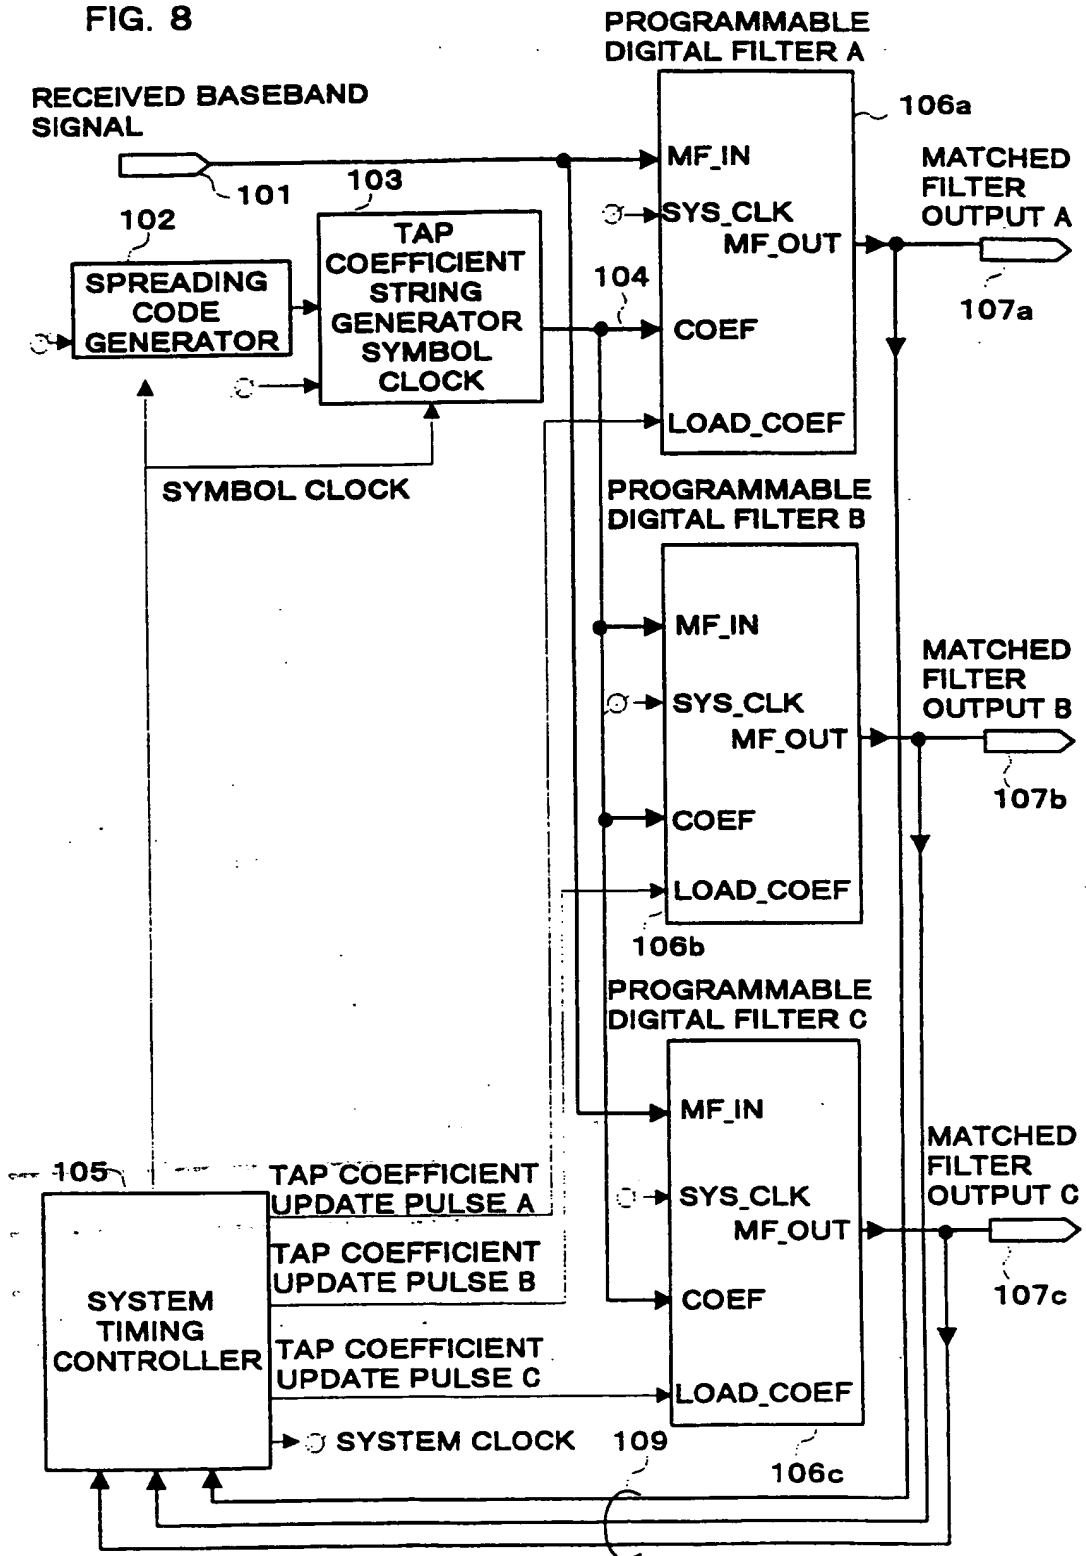 FIG. 8
PROGRAMMABLE
DIGITAL FILTER A
RECEIVED BASEBAND
SIGNAL
101
102
103
106a
MF_IN
SYS_CLK
MF_OUT
COEF
LOAD_COEF
MATCHED
FILTER
OUTPUT A
107a
104
SPREADING
CODE
GENERATOR
TAP
COEFFICIENT
STRING
GENERATOR
SYMBOL
CLOCK
SYMBOL CLOCK
PROGRAMMABLE
DIGITAL FILTER B
MF_IN
SYS_CLK
MF_OUT
COEF
LOAD_COEF
106b
MATCHED
FILTER
OUTPUT B
107b
PROGRAMMABLE
DIGITAL FILTER C
MF_IN
SYS_CLK
MF_OUT
COEF
LOAD_COEF
106c
MATCHED
FILTER
OUTPUT C
107c
105
SYSTEM
TIMING
CONTROLLER
TAP COEFFICIENT
UPDATE PULSE A
TAP COEFFICIENT
UPDATE PULSE B
TAP COEFFICIENT
UPDATE PULSE C
SYSTEM CLOCK
109